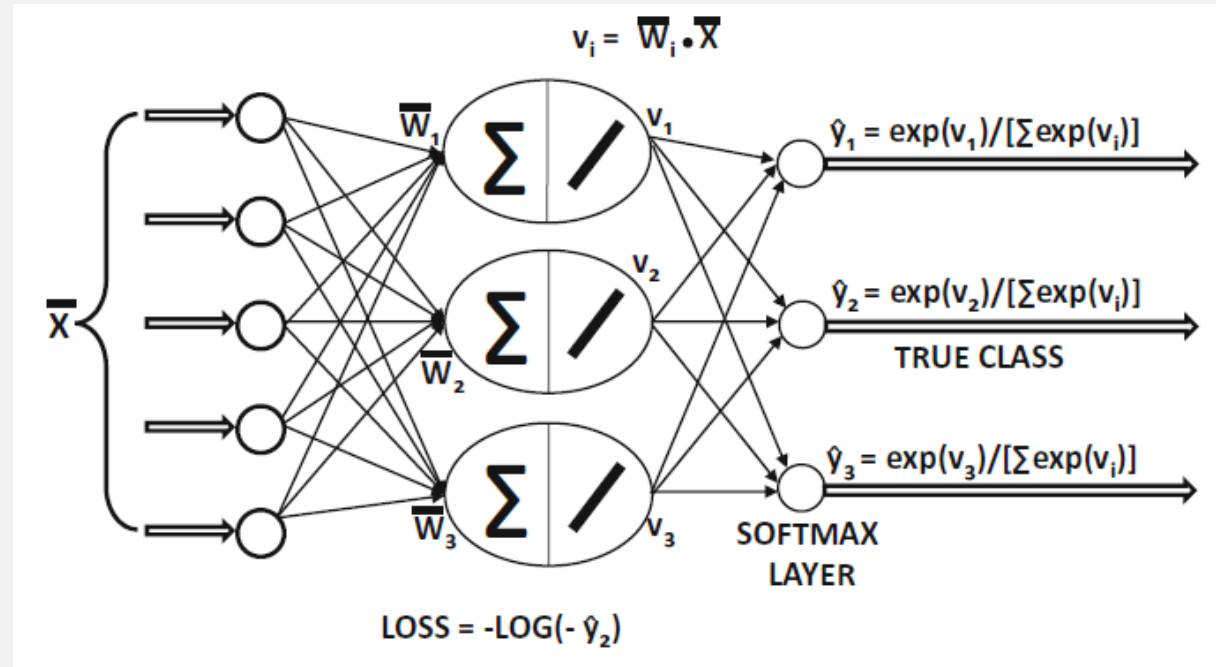 v̅ᵢ = W̅ᵢ•X̅
W̅₁
v₁
ŷ₁ = exp(v₁)/[∑exp(vᵢ)]
∑
X̅
v₂
ŷ₂ = exp(v₂)/[∑exp(vᵢ)]
∑
TRUE CLASS
W̅₂
ŷ₃ = exp(v₃)/[∑exp(vᵢ)]
∑
W̅₃
v₃
SOFTMAX
LAYER
LOSS = -LOG(- ŷ₂)